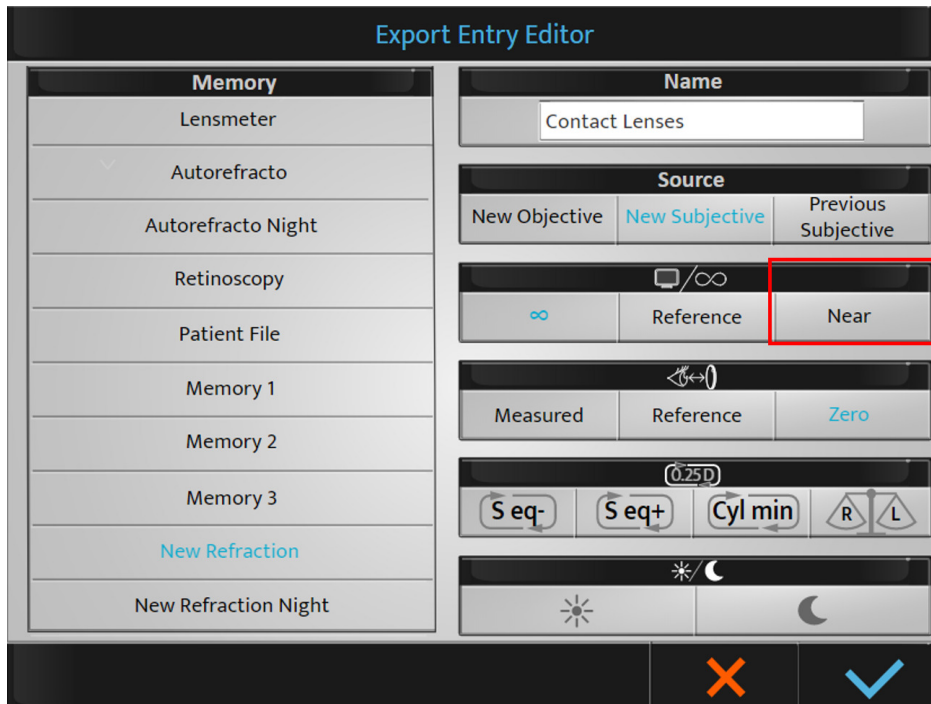 Export Entry Editor
Memory
Lensmeter
Autorefracto
Autorefracto Night
Retinoscopy
Patient File
Memory 1
Memory 2
Memory 3
New Refraction
New Refraction Night
Name
Contact Lenses
Source
New Objective
New Subjective
Previous
Subjective
/∞
∞
Reference
Near
Measured
Reference
Zero
0.25D
S eq-
S eq+
Cyl min
R
L
/